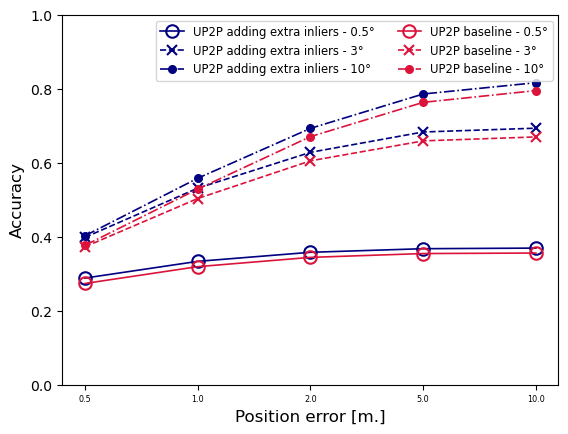 1.0
0.8
0.6
0.4
0.2
0.0
Accuracy
UP2P adding extra inliers - 0.5°
UP2P adding extra inliers - 3°
UP2P adding extra inliers - 10°
UP2P baseline - 0.5°
UP2P baseline - 3°
UP2P baseline - 10°
0.5 1.0 2.0 5.0 10.0
Position error [m.]